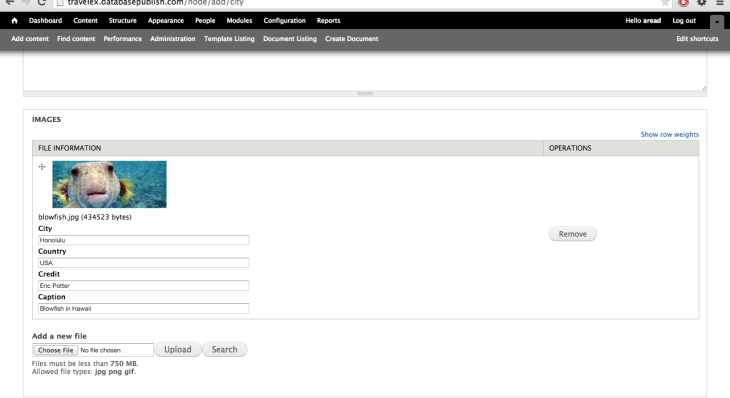 travelex.databasepublish.com/node/add/city
Dashboard Content Structure Appearance People Modules Configuration Reports Hello aread Log out
Add content Find content Performance Administration Template Listing Document Listing Create Document Edit shortcuts
IMAGES
Show row weights
FILE INFORMATION OPERATIONS
blowfish.jpg (434523 bytes)
City
Honolulu
Remove
Country
USA
Credit
Eric Potter
Caption
Blowfish in Hawaii
Add a new file
Choose File No file chosen Upload Search
Files must be less than 750 MB.
Allowed file types: jpg png gif.